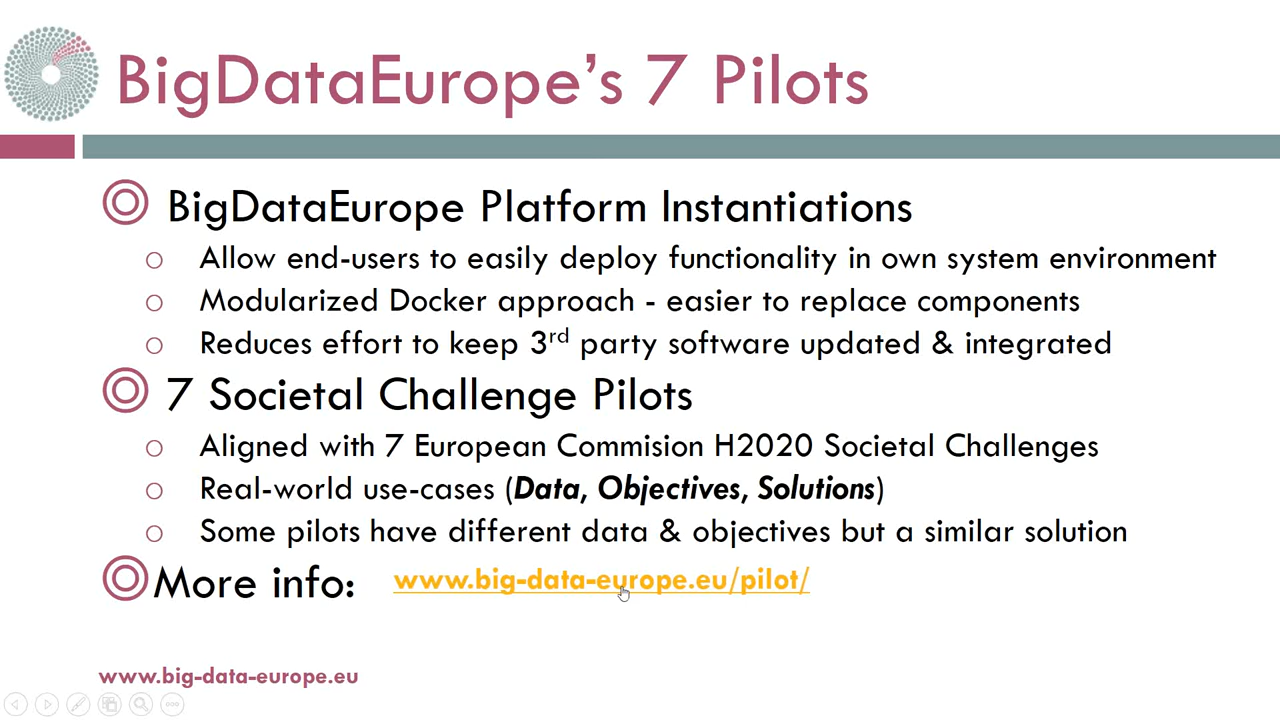 BigDataEurope’s 7 Pilots
BigDataEurope Platform Instantiations
Allow end-users to easily deploy functionality in own system environment
Modularized Docker approach - easier to replace components
Reduces effort to keep 3rd party software updated & integrated
7 Societal Challenge Pilots
Aligned with 7 European Commision H2020 Societal Challenges
Real-world use-cases (Data, Objectives, Solutions)
Some pilots have different data & objectives but a similar solution
More info: www.big-data-europe.eu/pilot/
www.big-data-europe.eu